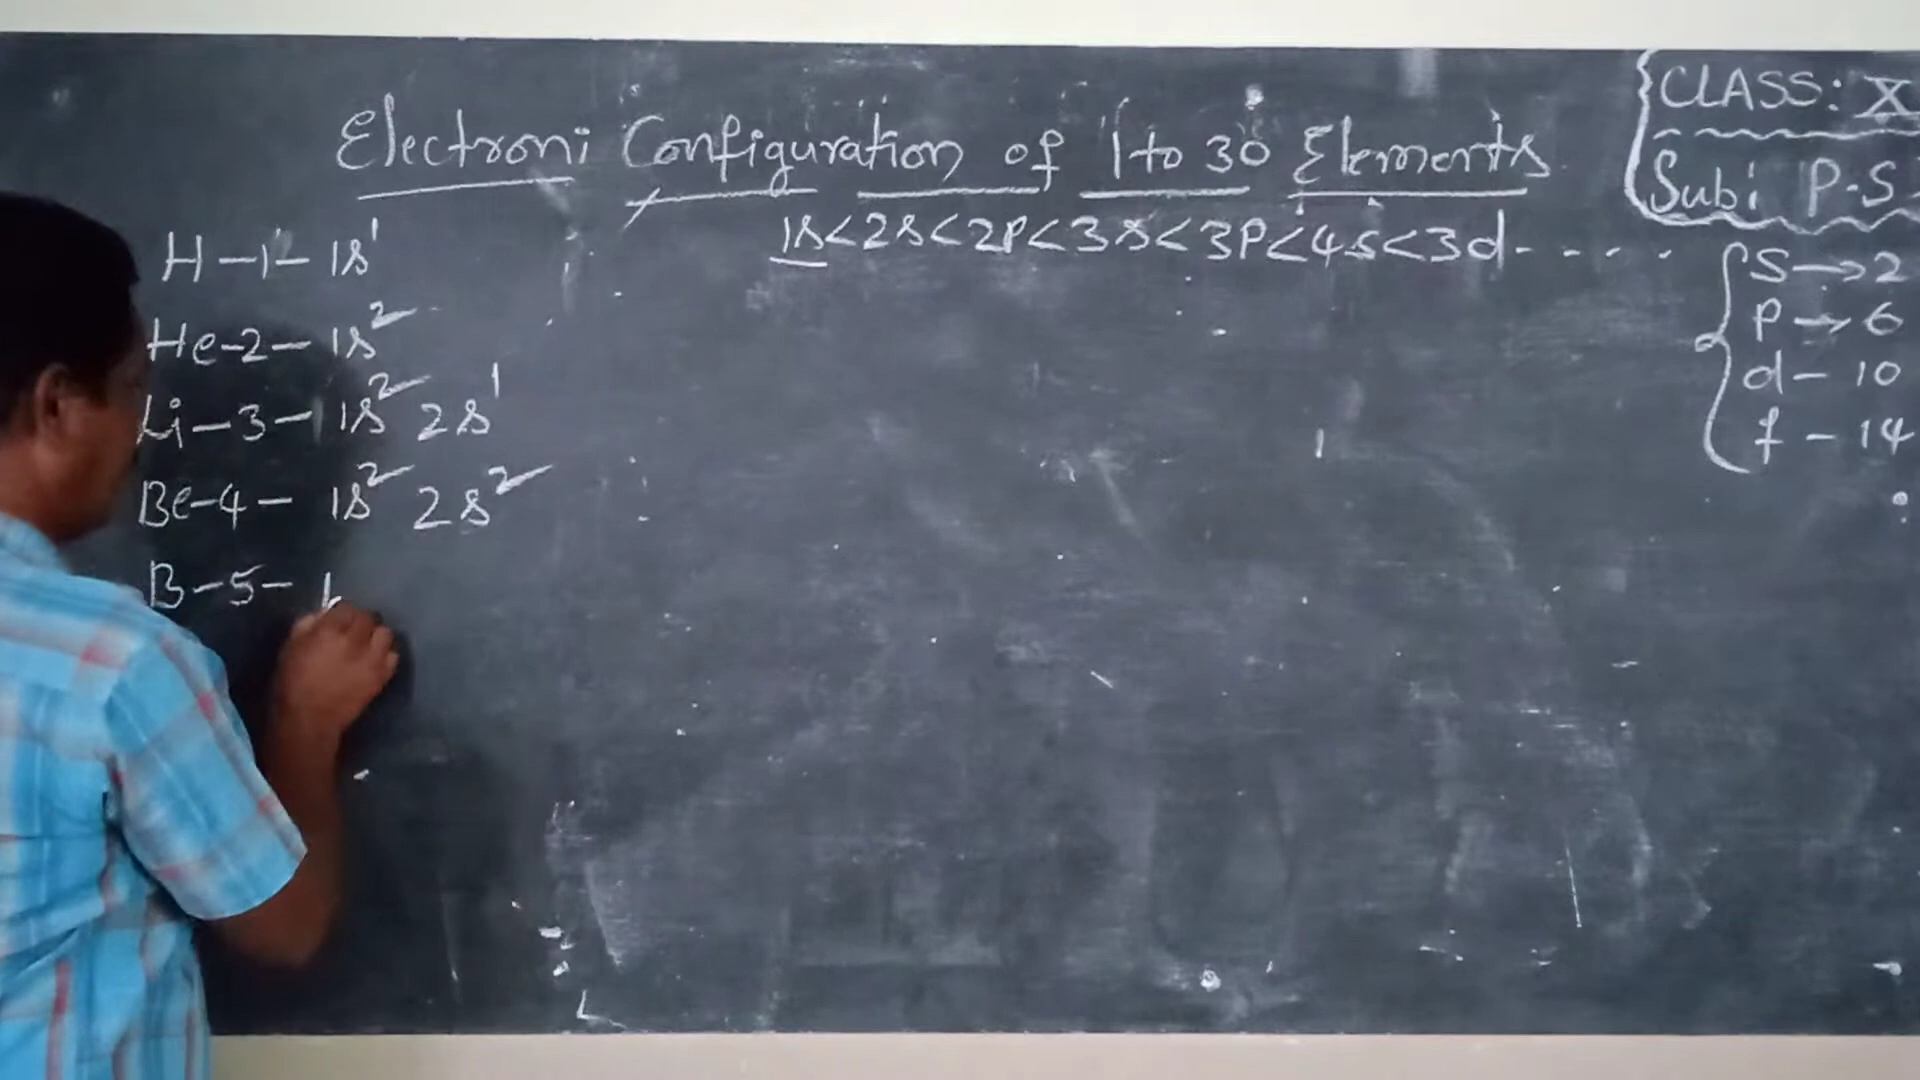 Electroni Configuration of 1 to 30 Elements
1s<2s<2p<3s<3p<4s<3d- - - - -
H-1-1s¹
He-2-1s²
Li-3-1s² 2s¹
Be-4-1s² 2s²
B-5-1
CLASS: X
Sub: P.S
S→2
P→6
d-10
f-14